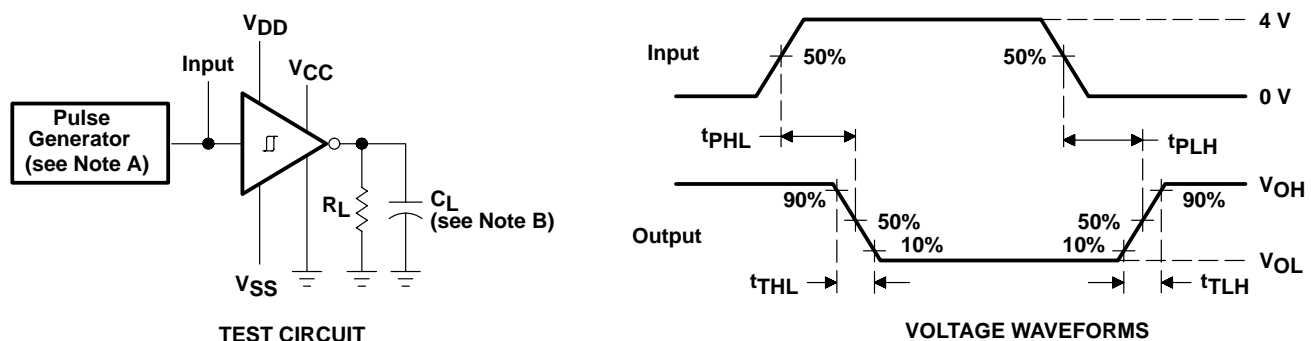 VDD
Input
VCC
Pulse
Generator
(see Note A)
RL
CL
(see Note B)
VSS
TEST CIRCUIT
4 V
Input
50%
50%
0 V
tPHL
tPLH
VOH
90%
90%
50%
50%
Output
10%
10%
VOL
tTHL
tTLH
VOLTAGE WAVEFORMS